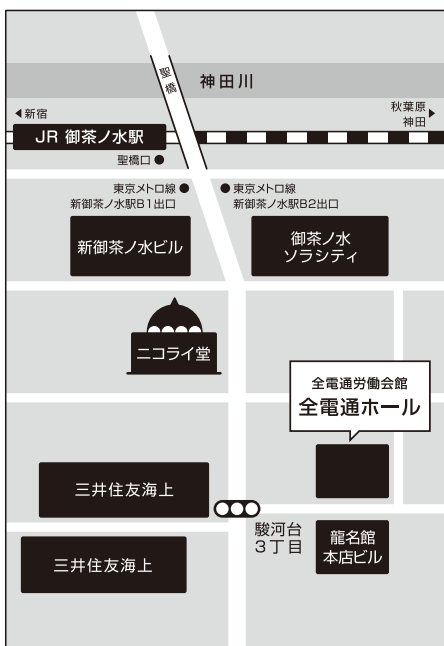 聖橋
神田川
◀新宿
秋葉原▶
神田
JR 御茶ノ水駅
聖橋口●
東京メトロ線●
新御茶ノ水駅B1出口
●東京メトロ線
新御茶ノ水駅B2出口
新御茶ノ水ビル
御茶ノ水
ソラシティ
ニコライ堂
全電通労働会館
全電通ホール
三井住友海上
駿河台
3丁目
龍名館
本店ビル
三井住友海上